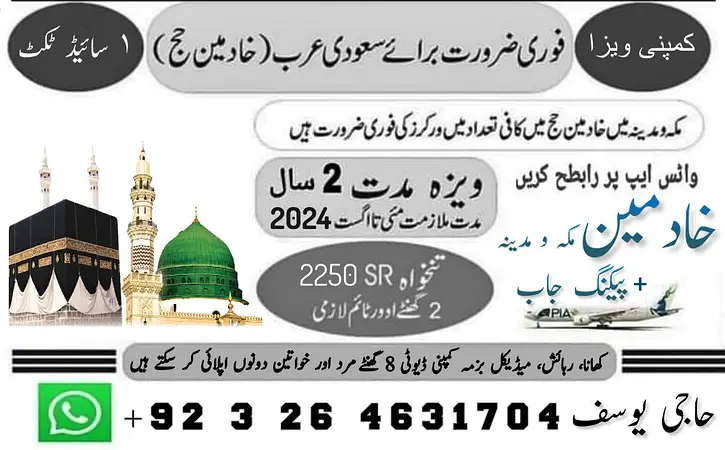 کمپنی ویزا
فوری ضرورت برائے سعودی عرب (خادمین حج)
۱ سائیڈ ٹکٹ
مکہ و مدینہ میں خادمین حج میں کافی تعداد میں ورکرز کی فوری ضرورت ہیں
واٹس ایپ پر رابطح کریں
خادمین مکہ و مدینہ
+ پیکنگ جاب
PIA
ویزہ مدت 2 سال
مدت ملازمت مئی تا اگست 2024
تنخواہ 2250 SR
2 گھنٹے اوور ٹائم لازمی
کھانا، رہائش، میڈیکل بزمہ کمپنی ڈیوٹی 8 گھنٹے مرد اور خواتین دونوں اپلائی کر سکتے ہیں
حاجی یوسف +92 3 26 4631704